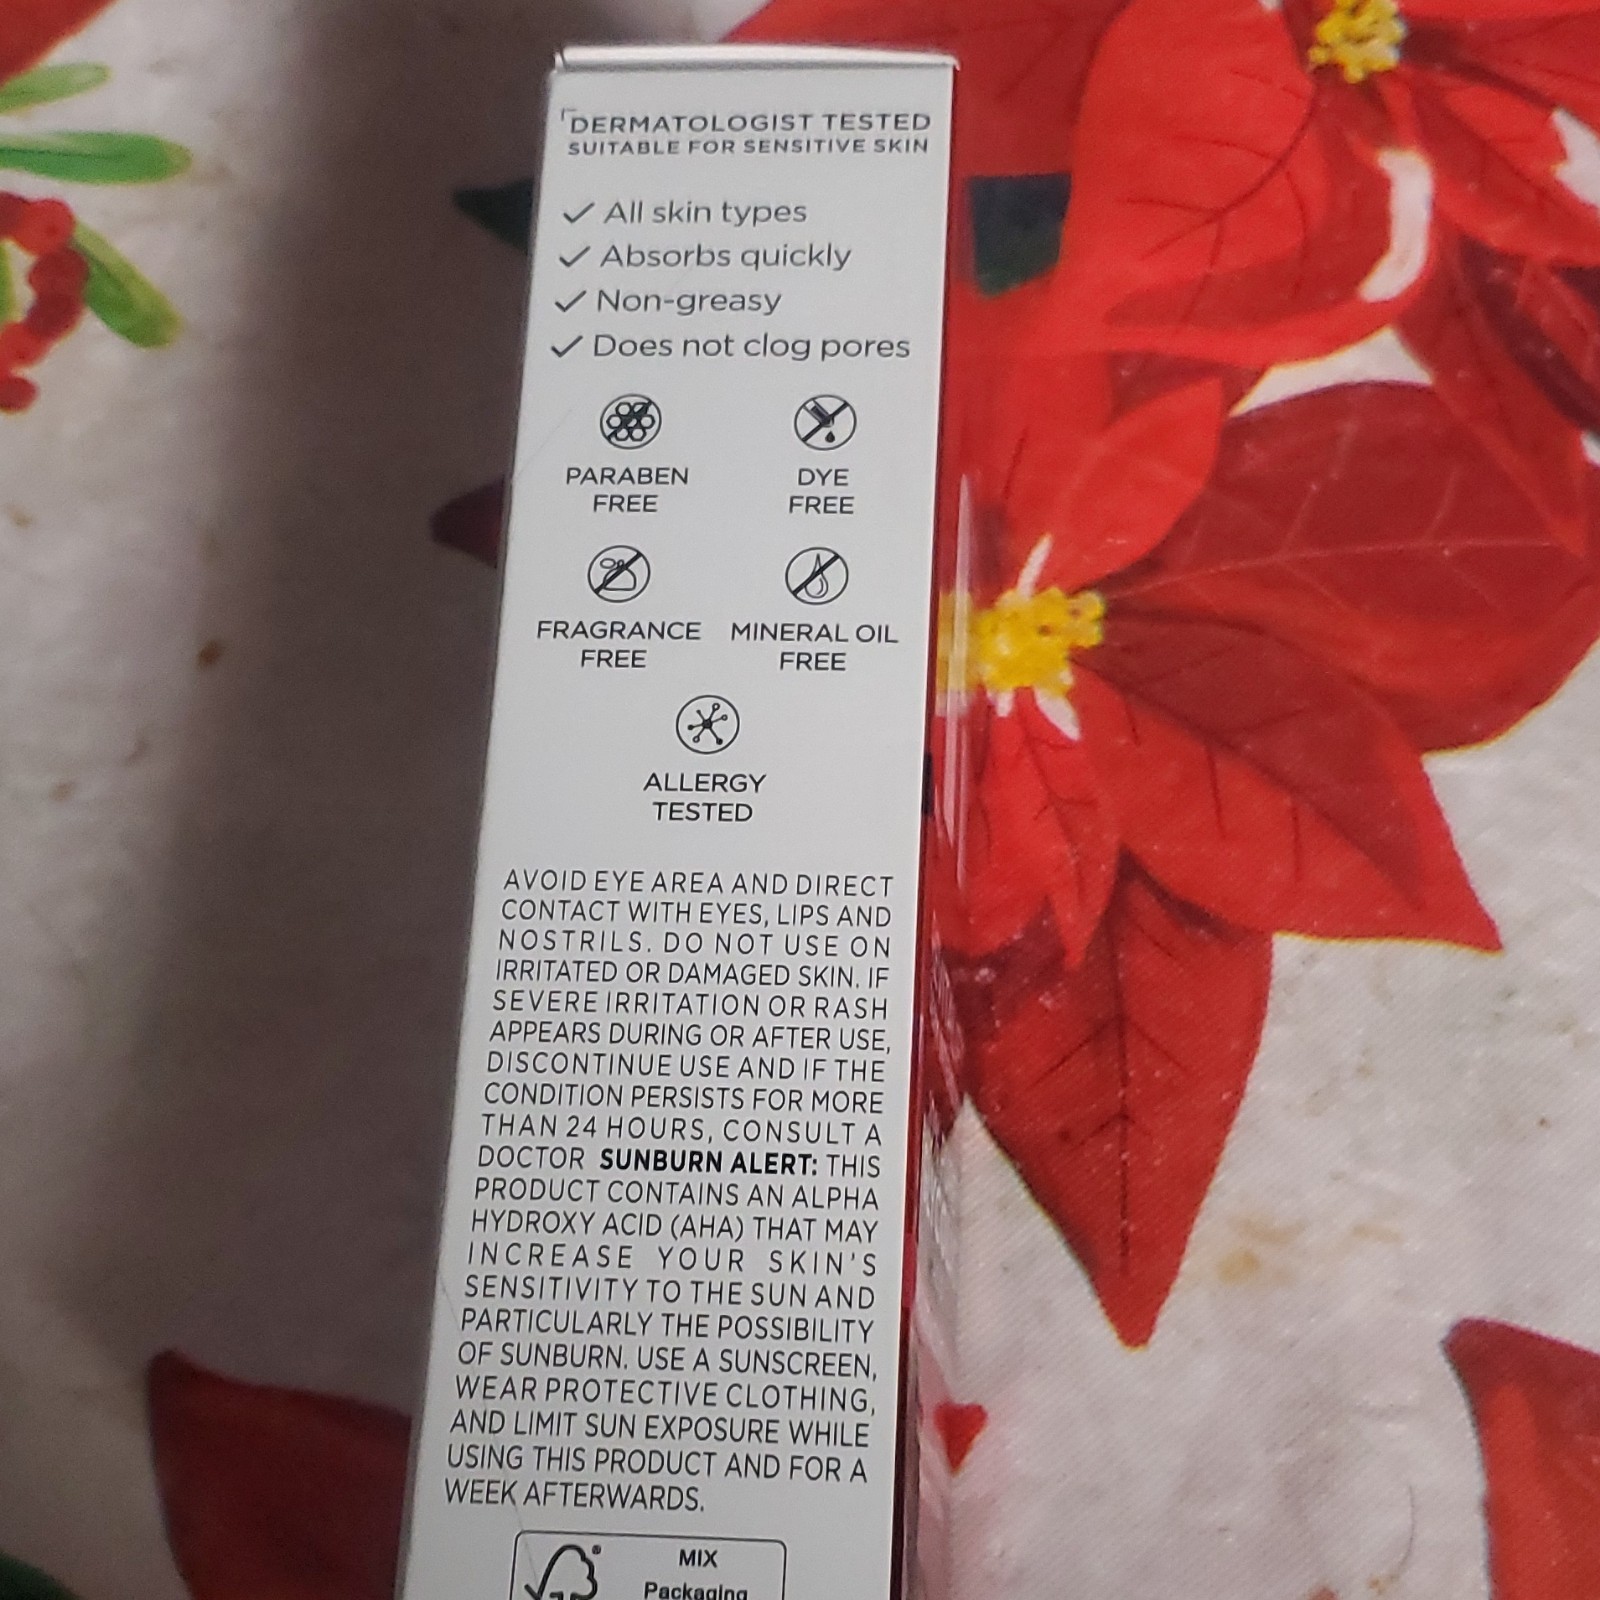 DERMATOLOGIST TESTED
SUITABLE FOR SENSITIVE SKIN
All skin types
Absorbs quickly
Non-greasy
Does not clog pores
PARABEN
FREE
DYE
FREE
FRAGRANCE
FREE
MINERAL OIL
FREE
ALLERGY
TESTED
AVOID EYE AREA AND DIRECT
CONTACT WITH EYES, LIPS AND
NOSTRILS. DO NOT USE ON
IRRITATED OR DAMAGED SKIN. IF
SEVERE IRRITATION OR RASH
APPEARS DURING OR AFTER USE,
DISCONTINUE USE AND IF THE
CONDITION PERSISTS FOR MORE
THAN 24 HOURS, CONSULT A
DOCTOR SUNBURN ALERT: THIS
PRODUCT CONTAINS AN ALPHA
HYDROXY ACID (AHA) THAT MAY
INCREASE YOUR SKIN'S
SENSITIVITY TO THE SUN AND
PARTICULARLY THE POSSIBILITY
OF SUNBURN. USE A SUNSCREEN,
WEAR PROTECTIVE CLOTHING,
AND LIMIT SUN EXPOSURE WHILE
USING THIS PRODUCT AND FOR A
WEEK AFTERWARDS.
®
MIX
Packaging